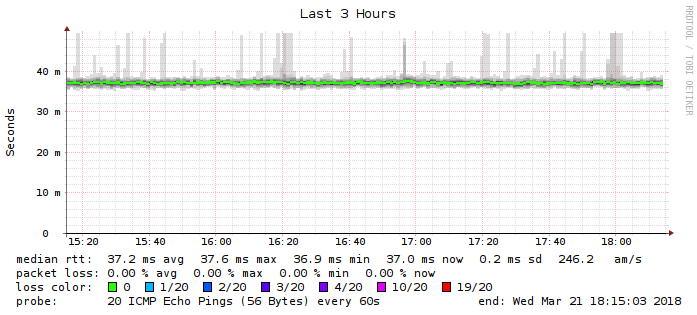 Last 3 Hours
RRDTOOL / TOBI OETIKER
Seconds
40 m
30 m
20 m
10 m
0
15:20 15:40 16:00 16:20 16:40 17:00 17:20 17:40 18:00
median rtt: 37.2 ms avg 37.6 ms max 36.9 ms min 37.0 ms now 0.2 ms sd 246.2 am/s
packet loss: 0.00 % avg 0.00 % max 0.00 % min 0.00 % now
loss color: 0 1/20 2/20 3/20 4/20 10/20 19/20
probe: 20 ICMP Echo Pings (56 Bytes) every 60s end: Wed Mar 21 18:15:03 2018